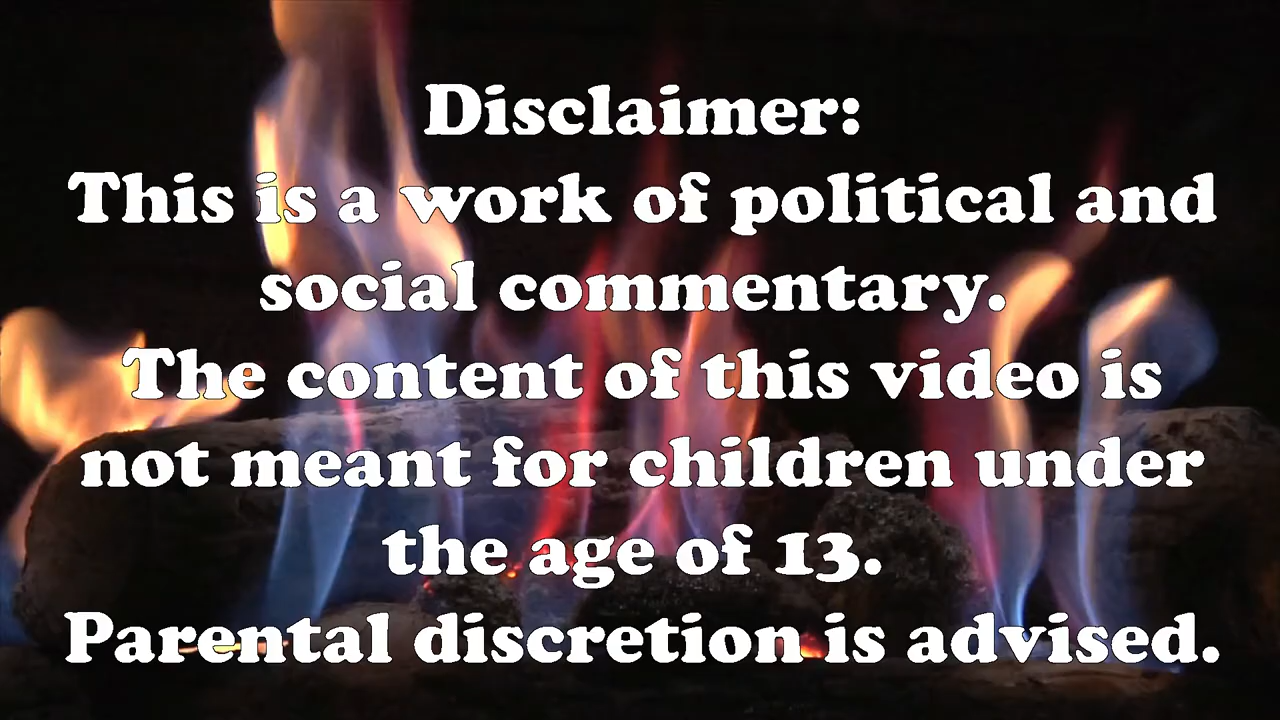 Disclaimer:
This is a work of political and
social commentary.
The content of this video is
not meant for children under
the age of 13.
Parental discretion is advised.